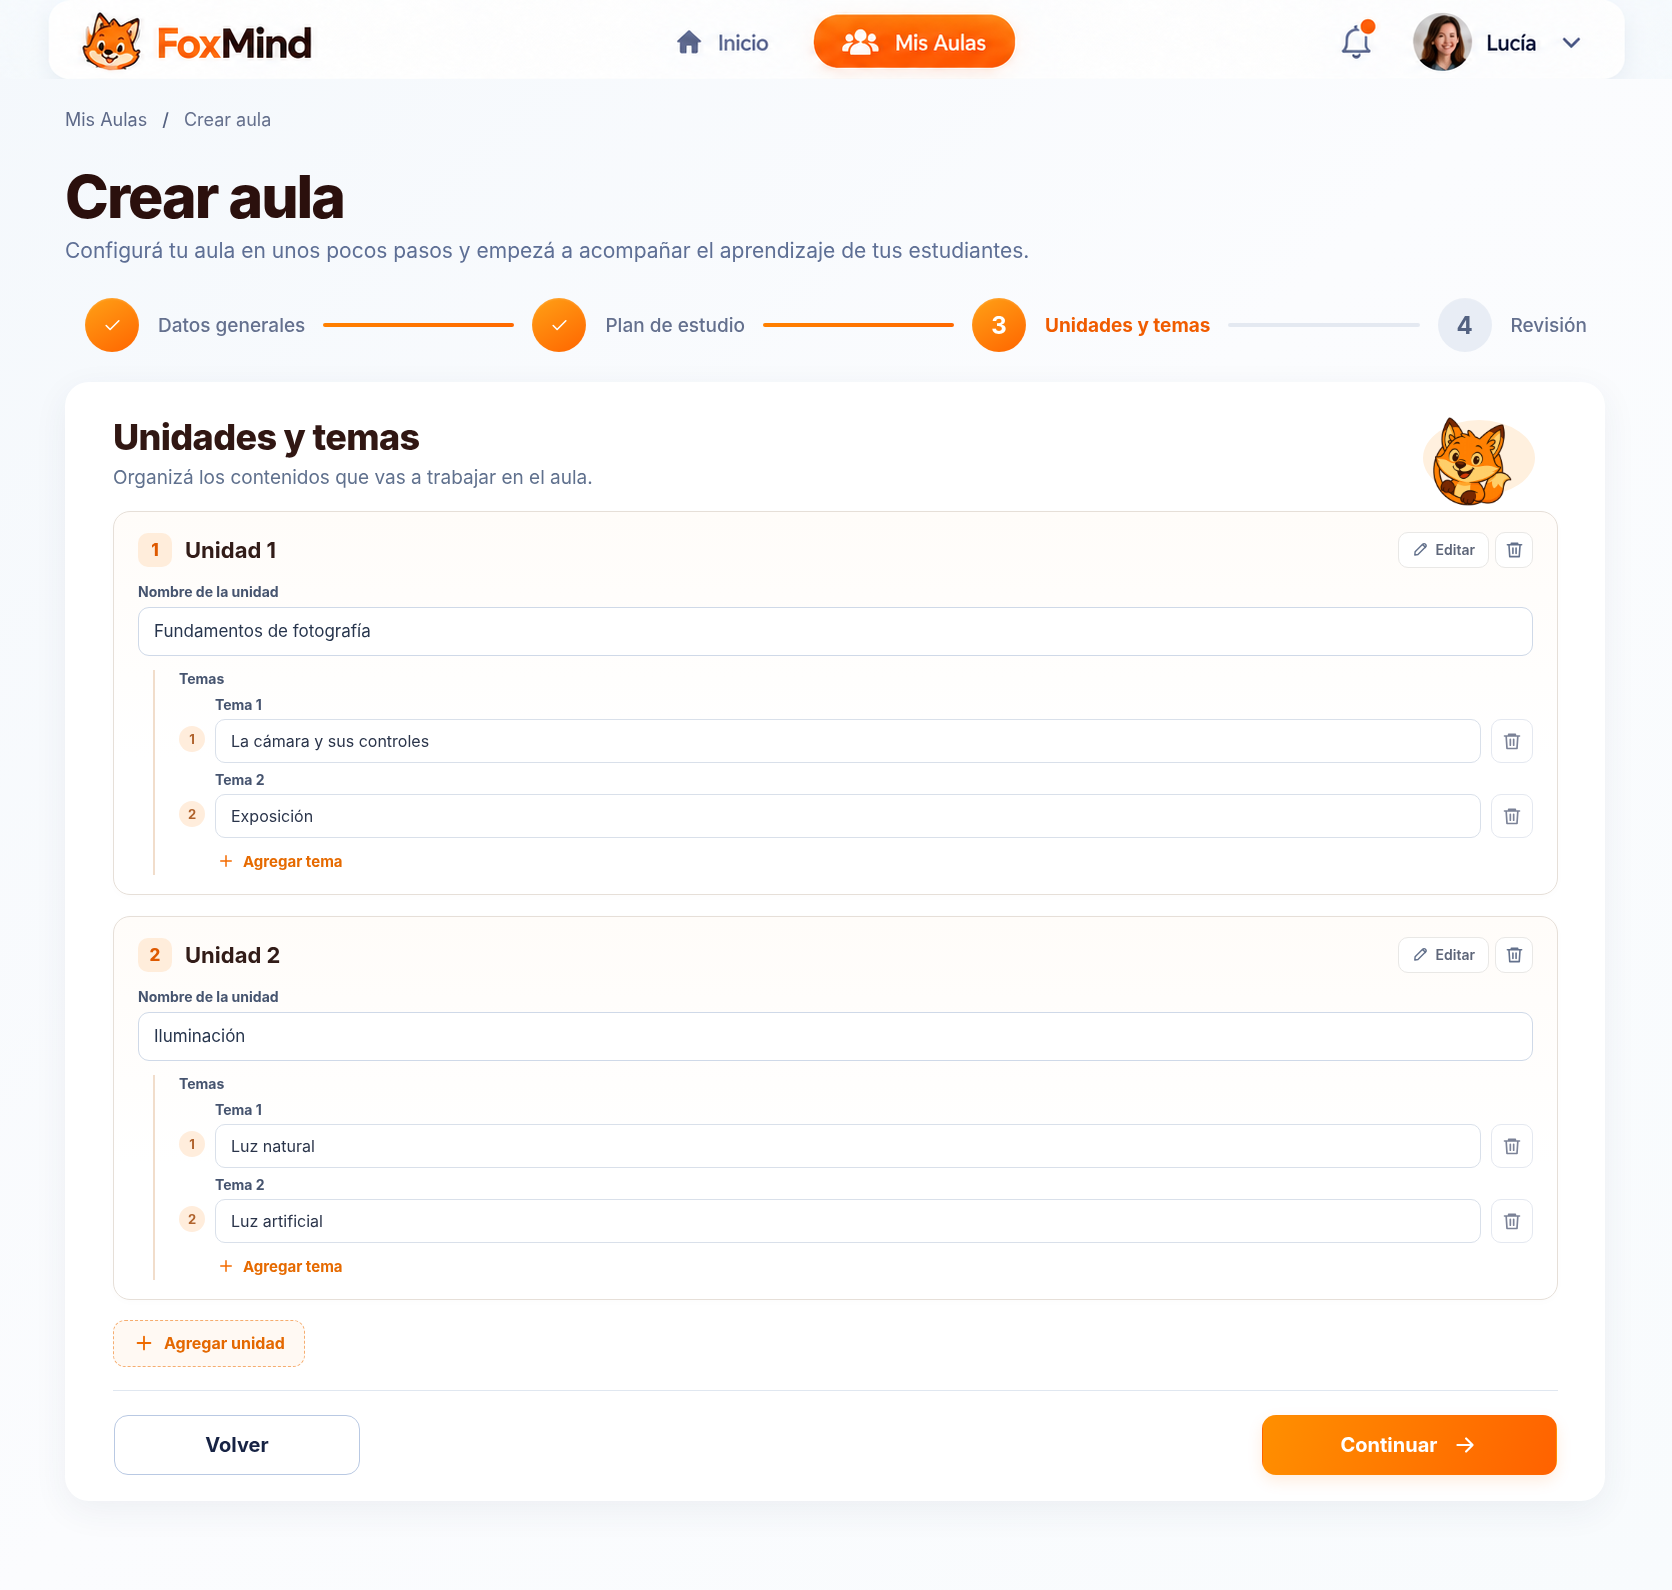 FoxMind
Inicio
Mis Aulas
Lucía
Mis Aulas / Crear aula
Crear aula
Configurá tu aula en unos pocos pasos y empezá a acompañar el aprendizaje de tus estudiantes.
Datos generales
Plan de estudio
3 Unidades y temas
4 Revisión
Unidades y temas
Organizá los contenidos que vas a trabajar en el aula.
1 Unidad 1
Editar
Nombre de la unidad
Fundamentos de fotografía
Temas
Tema 1
1 La cámara y sus controles
Tema 2
2 Exposición
+ Agregar tema
2 Unidad 2
Editar
Nombre de la unidad
Iluminación
Temas
Tema 1
1 Luz natural
Tema 2
2 Luz artificial
+ Agregar tema
+ Agregar unidad
Volver
Continuar →